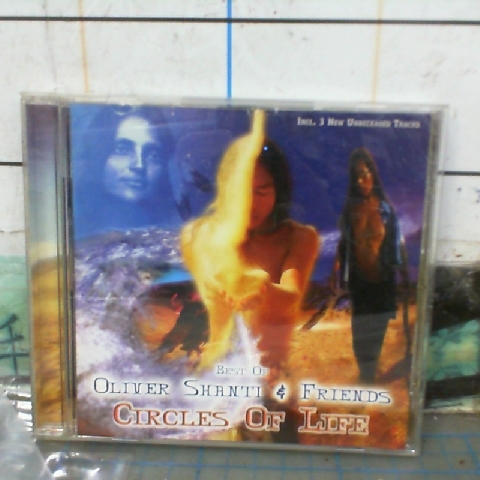 Incl. 3 New Unreleased Tracks
Best Of
Oliver Shanti & Friends
Circles Of Life